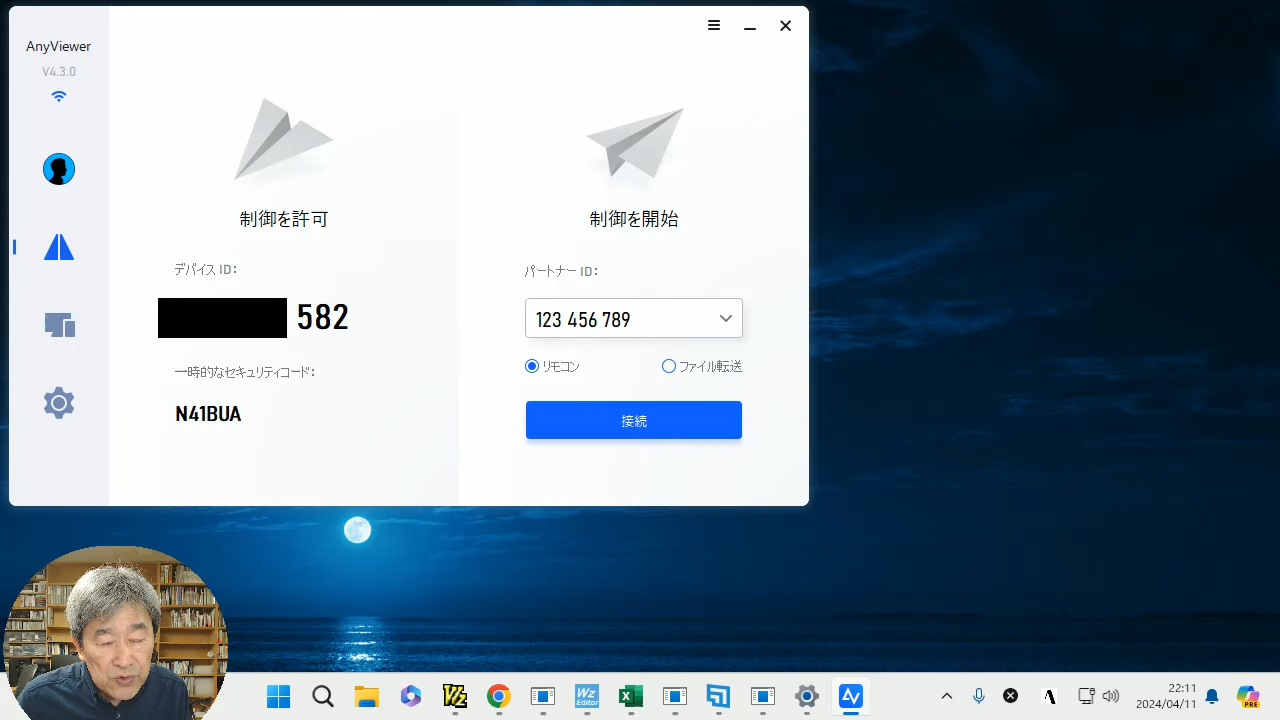 AnyViewer
V4.3.0
制御を許可
デバイス ID:
582
一時的なセキュリティコード:
N41BUA
制御を開始
パートナー ID:
123 456 789
リモコン
ファイル転送
接続
Wz
Editor
A
22:11
2024/04/11
PRE